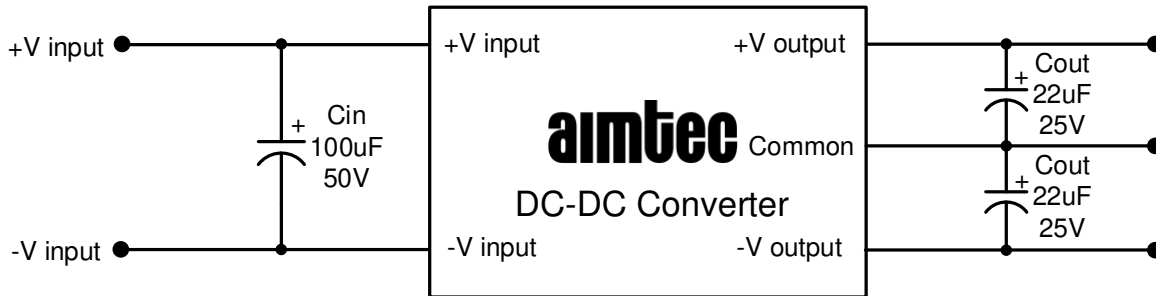 +V input
+V input
+V output
+
Cin
100uF
50V
+
Cout
22uF
25V
aimtec
Common
DC-DC Converter
+
Cout
22uF
25V
-V input
-V input
-V output